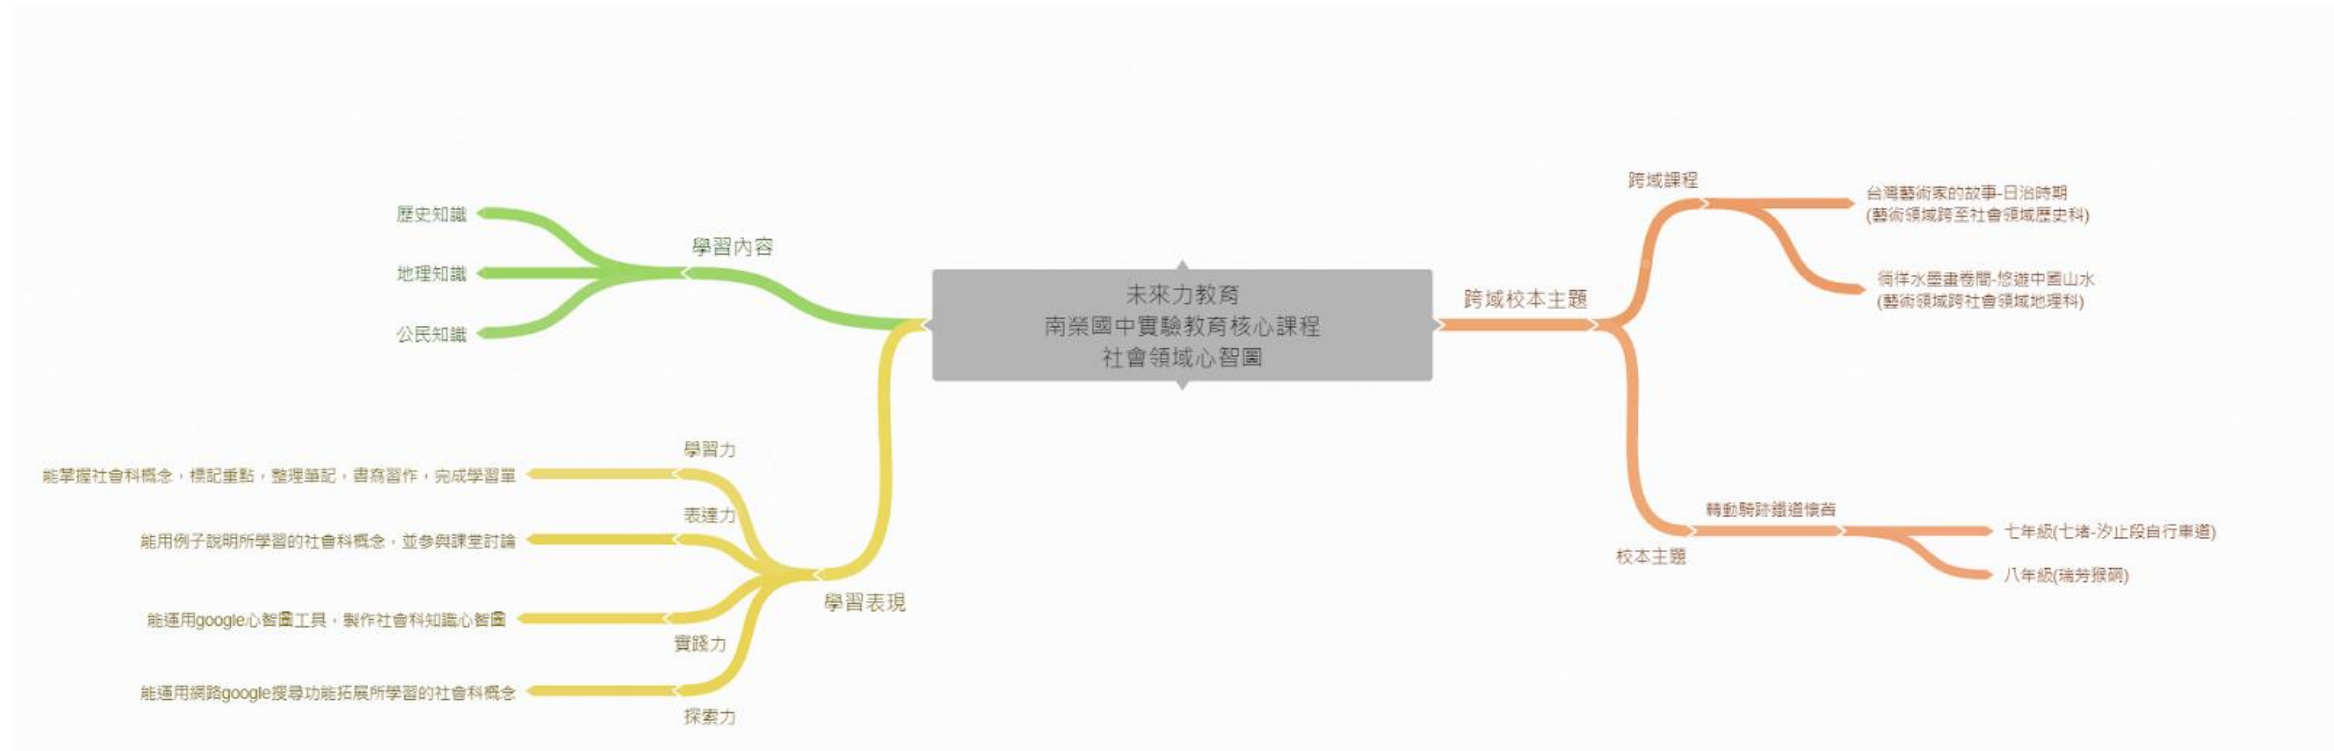 未來力教育
南榮國中實驗教育核心課程
社會領域心智圖
學習內容
歷史知識
地理知識
公民知識
學習表現
學習力
能掌握社會科概念，標記重點，整理筆記，書寫習作，完成學習單
表達力
能用例子說明所學習的社會科概念，並參與課堂討論
能運用google心智圖工具，製作社會科知識心智圖
實踐力
能運用網路google搜尋功能拓展所學習的社會科概念
探索力
跨域校本主題
跨域課程
台灣藝術家的故事-日治時期
(藝術領域跨至社會領域歷史科)
徜徉水墨畫卷間-悠遊中國山水
(藝術領域跨社會領域地理科)
校本主題
轉動騎跡鐵道懷舊
七年級(七堵-汐止段自行車道)
八年級(瑞芳猴硐)